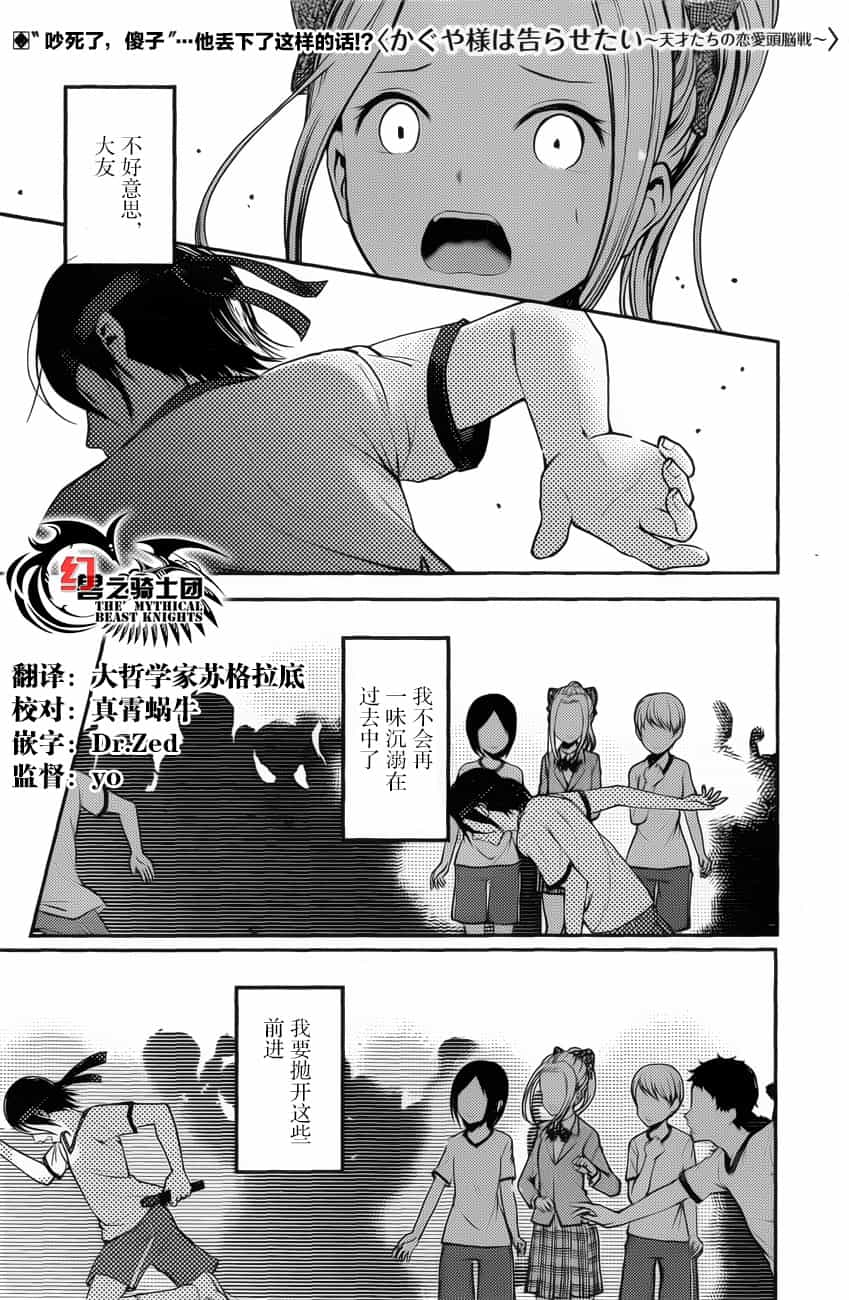 “吵死了，傻子”…他丢下了这样的话!?〈かぐや様は告らせたい～天才たちの恋愛頭脳戦～〉
不好意思，
大友
幻兽之骑士团
THE MYTHICAL
BEAST KNIGHTS
翻译：大哲学家苏格拉底
校对：真霄蜗牛
嵌字：Dr.Zed
监督：yo
我不会再
一味沉溺在
过去中了
我要抛开这些
前进